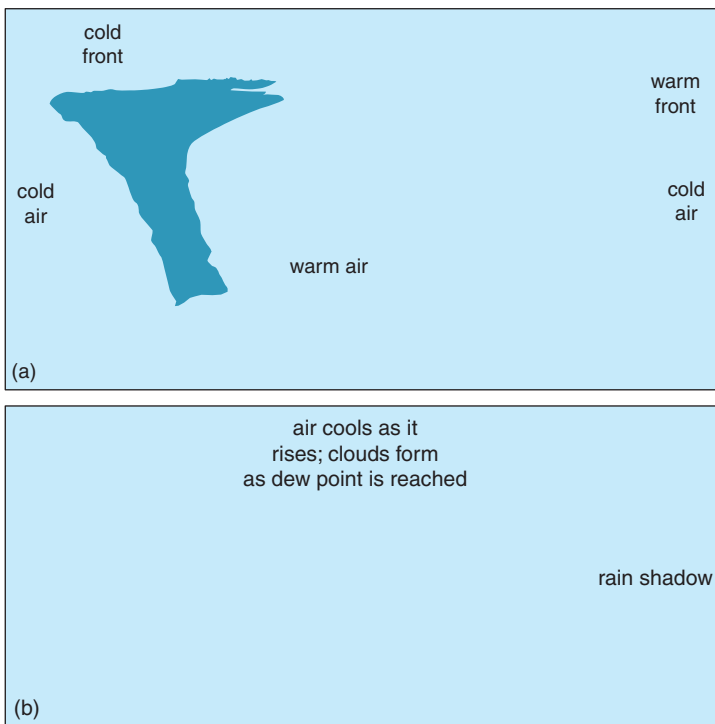 cold
front
warm
front
cold
air
cold
air
warm air
(a)
air cools as it
rises; clouds form
as dew point is reached
rain shadow
(b)